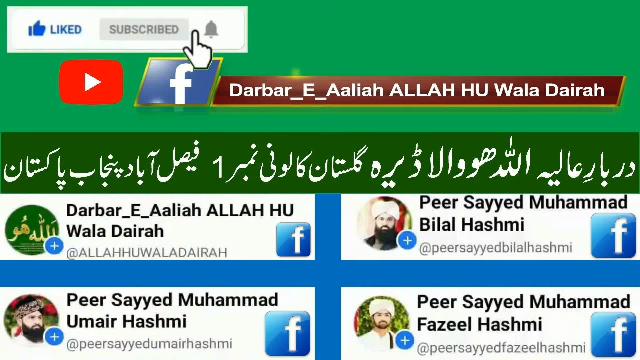 LIKED
SUBSCRIBED
Darbar_E_Aaliah ALLAH HU Wala Dairah
دربارِعالیہ اللہ ھو والا ڈیرہ گلستان کالونی نمبر 1 فیصل آباد پنجاب پاکستان
Darbar_E_Aaliah ALLAH HU
Wala Dairah
@ALLAHHUWALADAIRAH
Peer Sayyed Muhammad
Bilal Hashmi
@peersayyedbilalhashmi
Peer Sayyed Muhammad
Umair Hashmi
@peersayyedumairhashmi
Peer Sayyed Muhammad
Fazeel Hashmi
@peersayyedfazeelhashmi